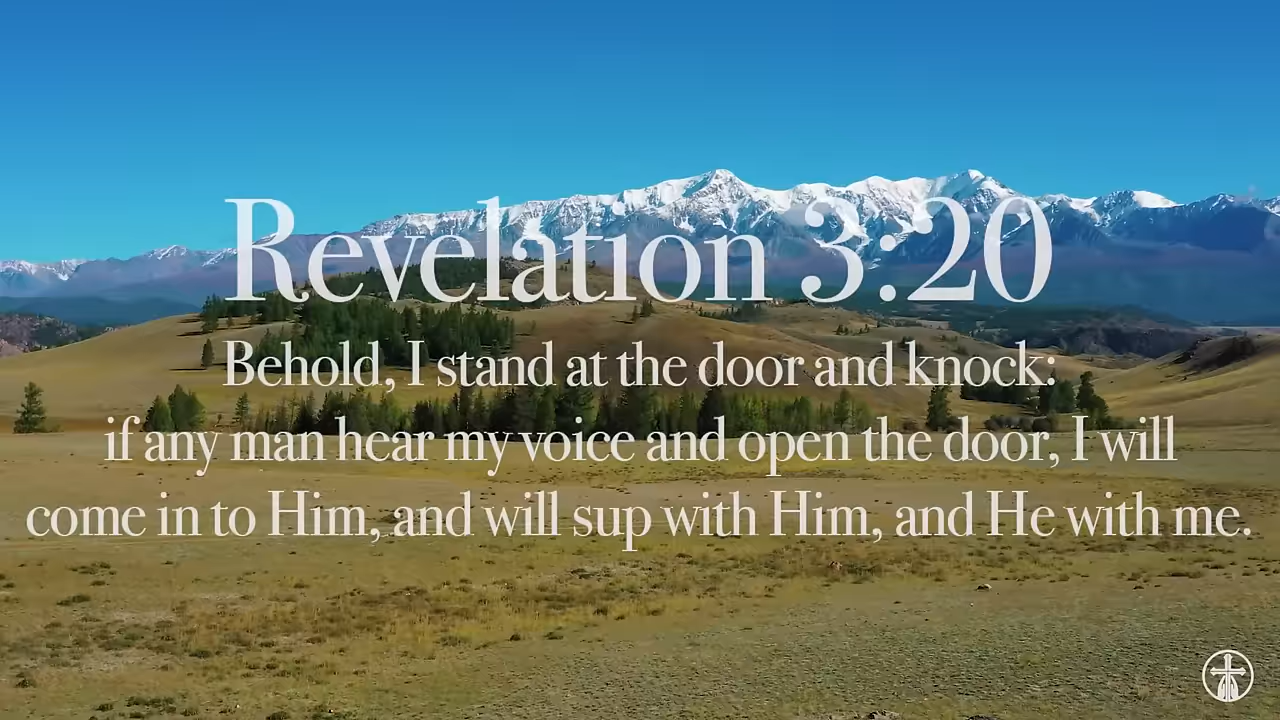 Revelation 3:20
Behold, I stand at the door and knock:
if any man hear my voice and open the door, I will
come in to Him, and will sup with Him, and He with me.